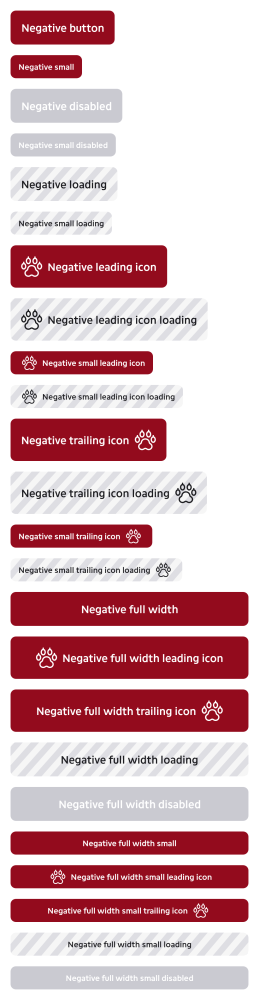 Negative button
Negative small
Negative disabled
Negative small disabled
Negative loading
Negative small loading
Negative leading icon
Negative leading icon loading
Negative small leading icon
Negative small leading icon loading
Negative trailing icon
Negative trailing icon loading
Negative small trailing icon
Negative small trailing icon loading
Negative full width
Negative full width leading icon
Negative full width trailing icon
Negative full width loading
Negative full width disabled
Negative full width small
Negative full width small leading icon
Negative full width small trailing icon
Negative full width small loading
Negative full width small disabled